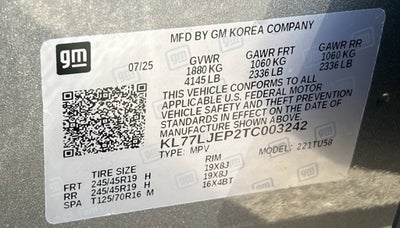 MFD BY GM KOREA COMPANY
gm
07/25
GVWR GAWR FRT GAWR RR
1880 KG 1060 KG 1060 KG
4145 LB 2336 LB 2336 LB
THIS VEHICLE CONFORMS TO ALL
APPLICABLE U.S. FEDERAL MOTOR
VEHICLE SAFETY AND THEFT PREVENTION
STANDARDS IN EFFECT ON THE DATE OF
MANUFACTURE SHOWN ABOVE.
KL77LJEP2TC003242
TYPE: MPV MODEL: 221TU58
TIRE SIZE RIM
FRT 245/45R19 H 19X8J
RR 245/45R19 H 19X8J
SPA T125/70R16 M 16X4BT